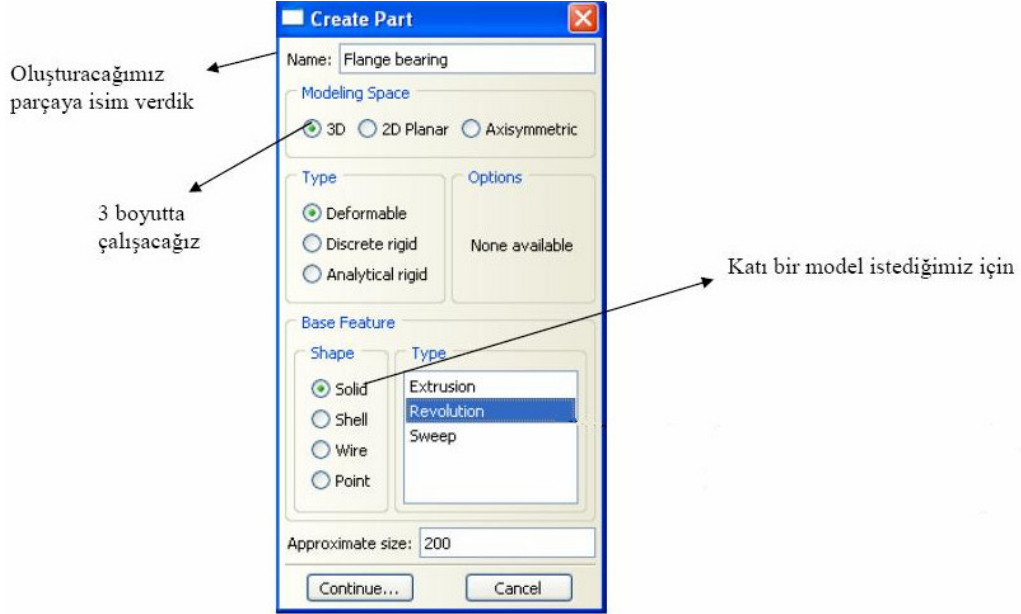 Create Part
Name: Flange bearing
Oluşturacağımız
parçaya isim verdik
Modeling Space
3D 2D Planar Axisymmetric
3 boyutta
çalışacağız
Type
Deformable
Discrete rigid
Analytical rigid
Options
None available
Katı bir model istediğimiz için
Base Feature
Shape
Solid
Shell
Wire
Point
Type
Extrusion
Revolution
Sweep
Approximate size: 200
Continue... Cancel